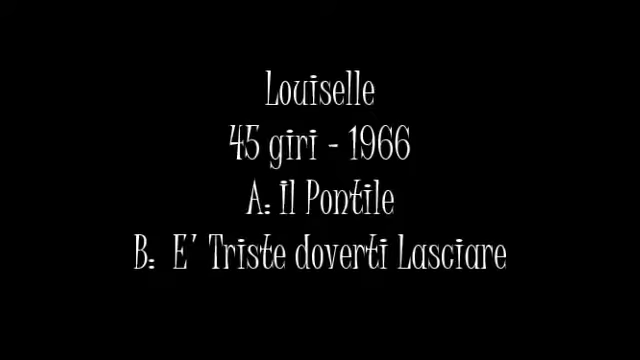 Louiselle
45 giri - 1966
A: il Pontile
B: E' Triste doverti Lasciare